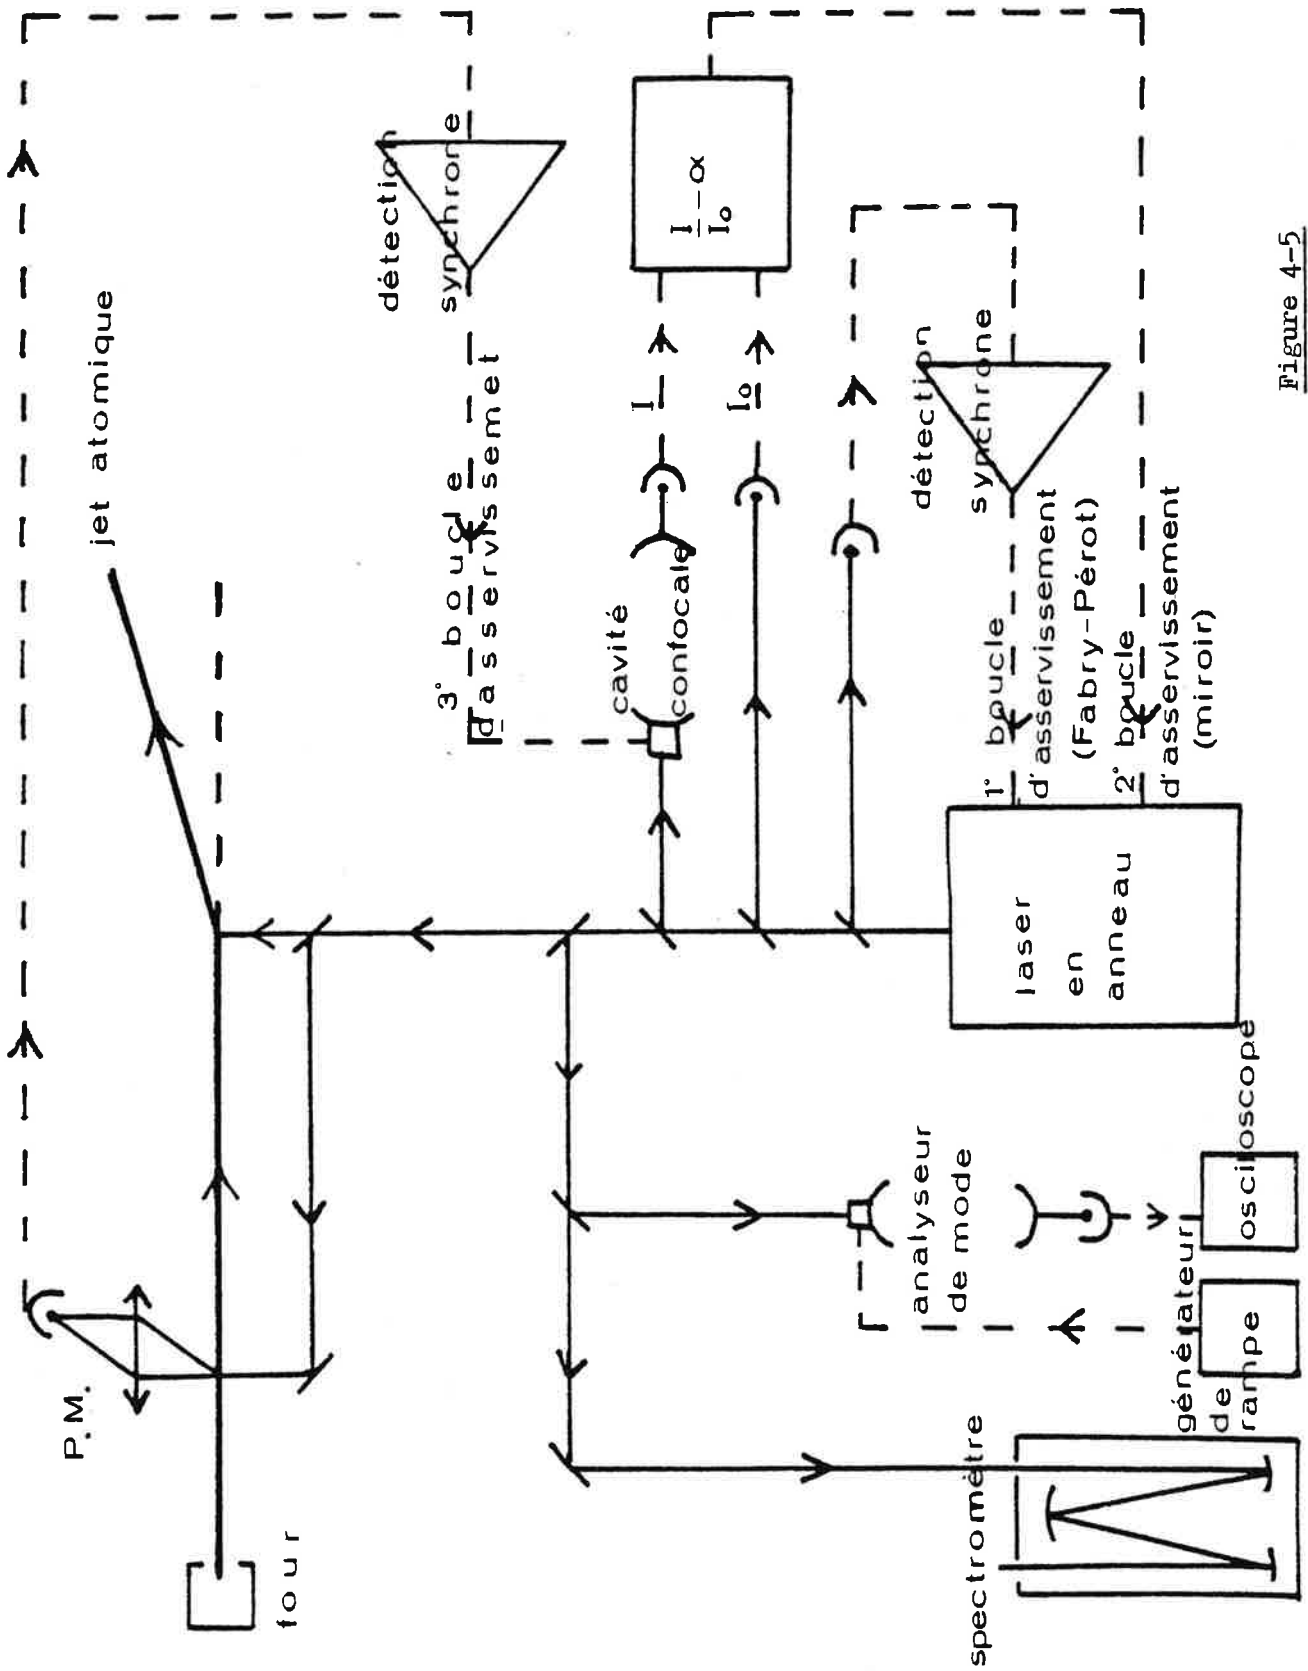 P.M.
jet atomique
four
détection
synchrone
3° boucle
d'asservissemet
cavité
confocale
I
I₀
I/I₀ - α
analyseur
de mode
détection
synchrone
spectromètre
laser
en
anneau
1° boucle
d'asservissement
(Fabry-Pérot)
2° boucle
d'asservissement
(miroir)
générateur
de
rampe
osciloscope
Figure 4-5